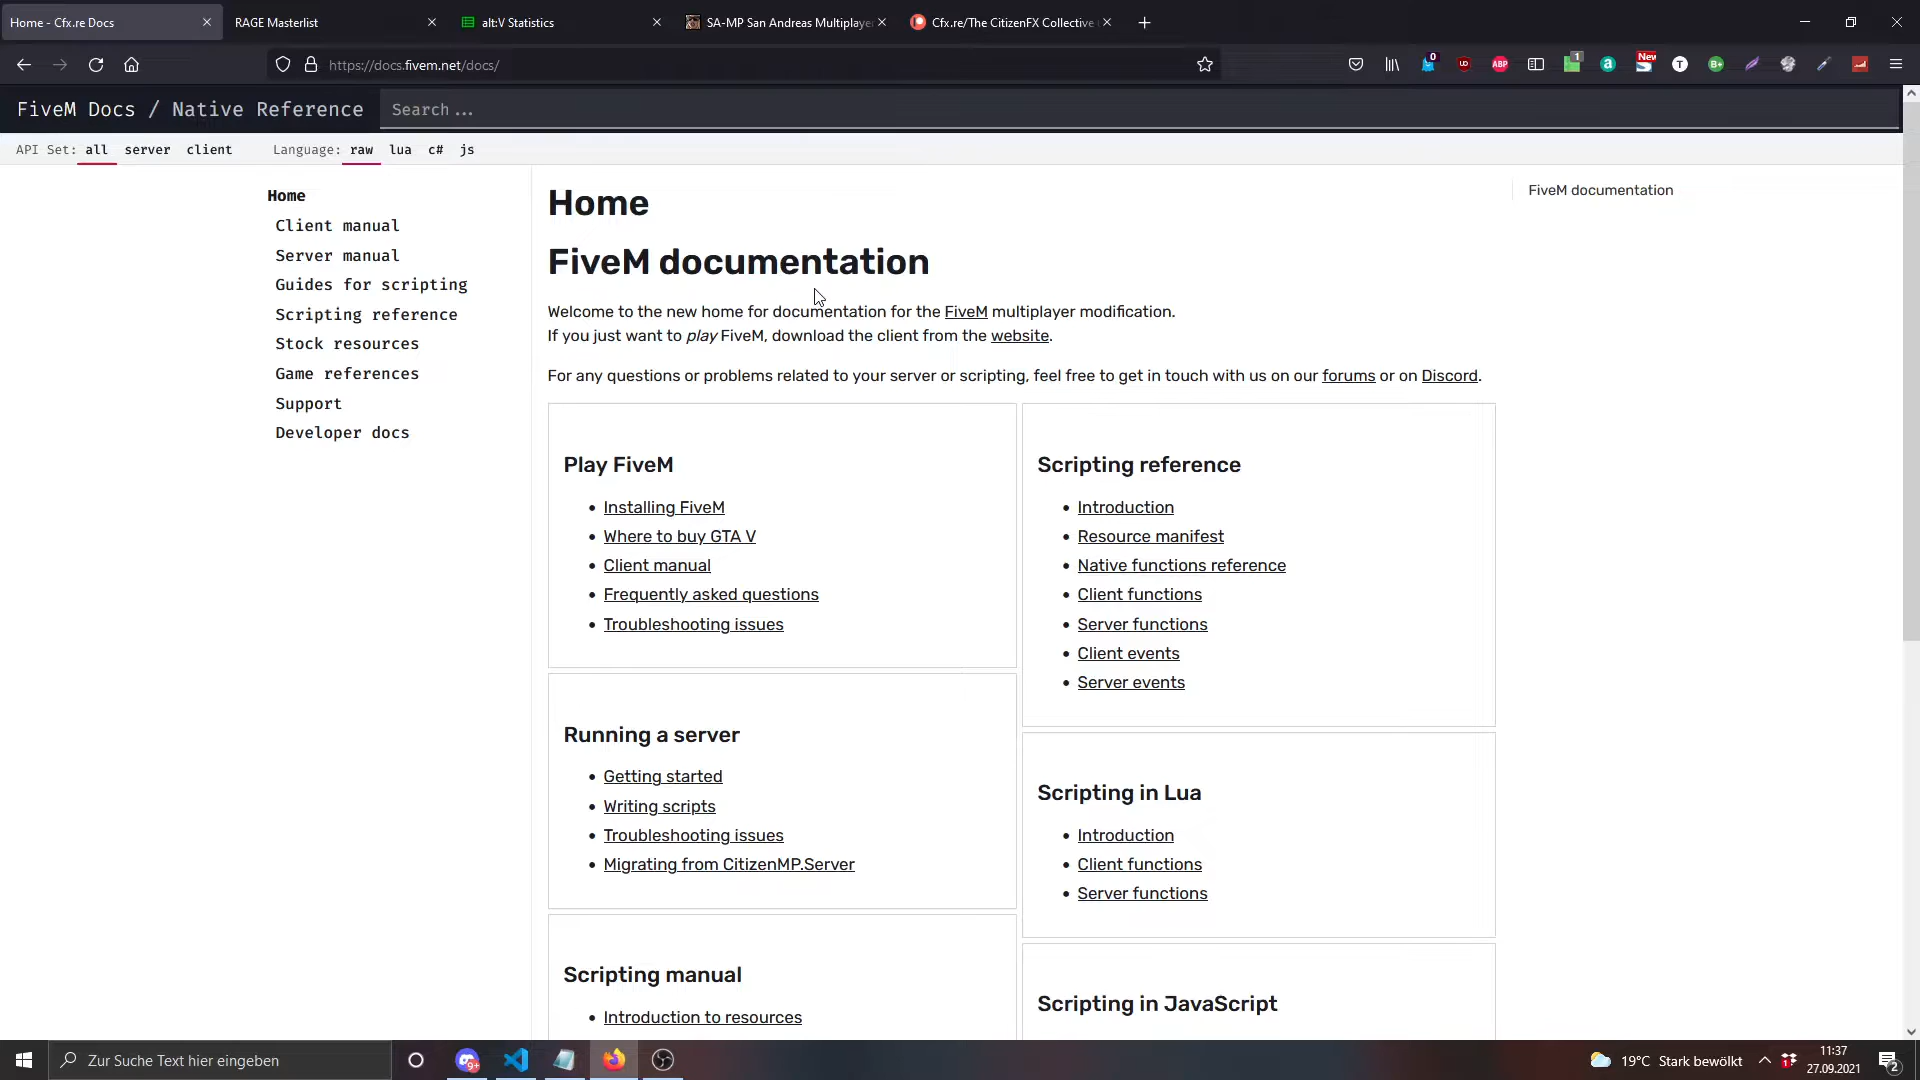 Home - Cfx.re Docs
RAGE Masterlist
alt:V Statistics
SA-MP San Andreas Multiplayer
Cfx.re/The CitizenFX Collective
https://docs.fivem.net/docs/
0
UD
ABP
1
a
New
T
B+
FiveM Docs / Native Reference
Search ...
API Set: all server client Language: raw lua c# js
Home
Client manual
Server manual
Guides for scripting
Scripting reference
Stock resources
Game references
Support
Developer docs
Home
FiveM documentation
Welcome to the new home for documentation for the FiveM multiplayer modification.
If you just want to play FiveM, download the client from the website.
For any questions or problems related to your server or scripting, feel free to get in touch with us on our forums or on Discord.
Play FiveM
• Installing FiveM
• Where to buy GTA V
• Client manual
• Frequently asked questions
• Troubleshooting issues
Running a server
• Getting started
• Writing scripts
• Troubleshooting issues
• Migrating from CitizenMP.Server
Scripting manual
• Introduction to resources
Scripting reference
• Introduction
• Resource manifest
• Native functions reference
• Client functions
• Server functions
• Client events
• Server events
Scripting in Lua
• Introduction
• Client functions
• Server functions
Scripting in JavaScript
FiveM documentation
Zur Suche Text hier eingeben
9+
19°C Stark bewölkt
11:37
27.09.2021
2